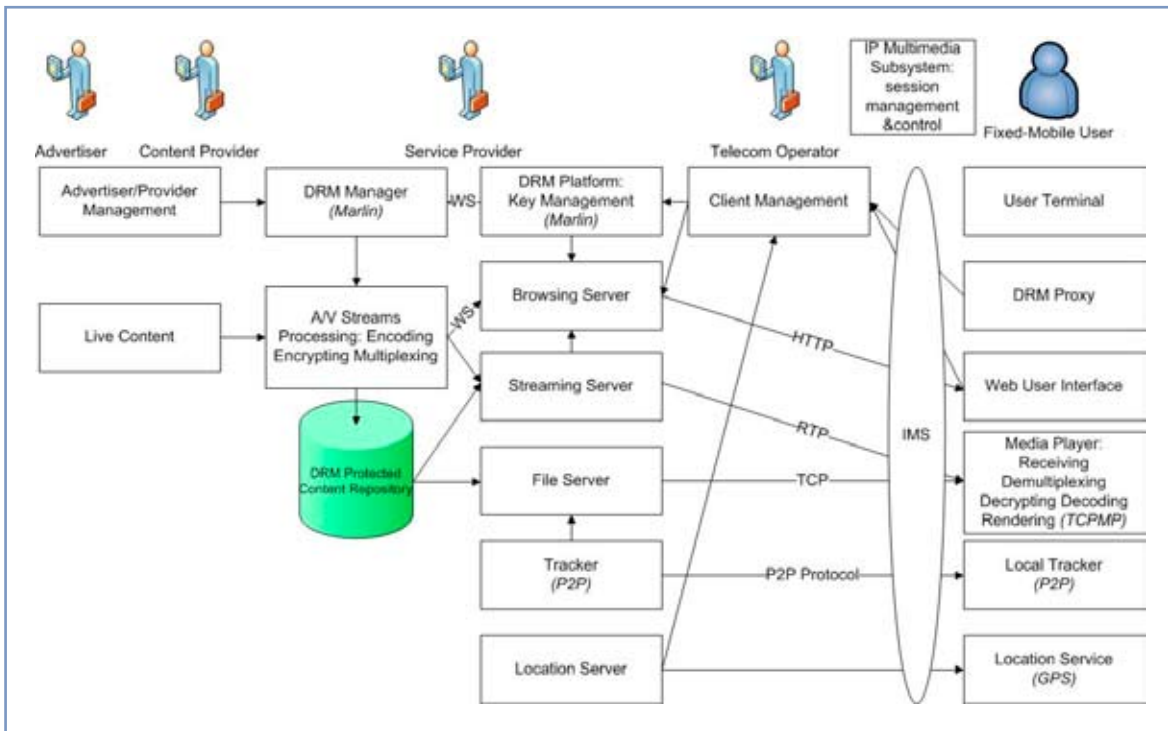 IP Multimedia
Subsystem:
session
management
&control
Fixed-Mobile User
Advertiser
Content Provider
Service Provider
Telecom Operator
Advertiser/Provider
Management
DRM Manager
(Marlin)
WS
DRM Platform:
Key Management
(Marlin)
Client Management
User Terminal
Live Content
A/V Streams
Processing: Encoding
Encrypting Multiplexing
WS
Browsing Server
HTTP
DRM Proxy
Streaming Server
RTP
Web User Interface
IMS
DRM Protected
Content Repository
File Server
TCP
Media Player:
Receiving
Demultiplexing
Decrypting Decoding
Rendering (TCPMP)
Tracker
(P2P)
P2P Protocol
Local Tracker
(P2P)
Location Server
Location Service
(GPS)